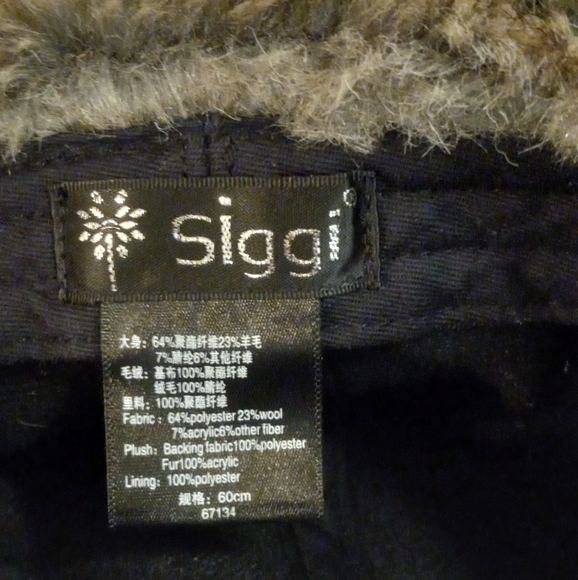 Siggi
大身：64%聚酯纤维23%羊毛
7%腈纶6%其他纤维
毛绒：基布100%聚酯纤维
绒毛100%腈纶
里料：100%聚酯纤维
Fabric : 64%polyester 23%wool
7%acrylic6%other fiber
Plush: Backing fabric100%polyester
Fur100%acrylic
Lining: 100%polyester
规格：60cm
67134